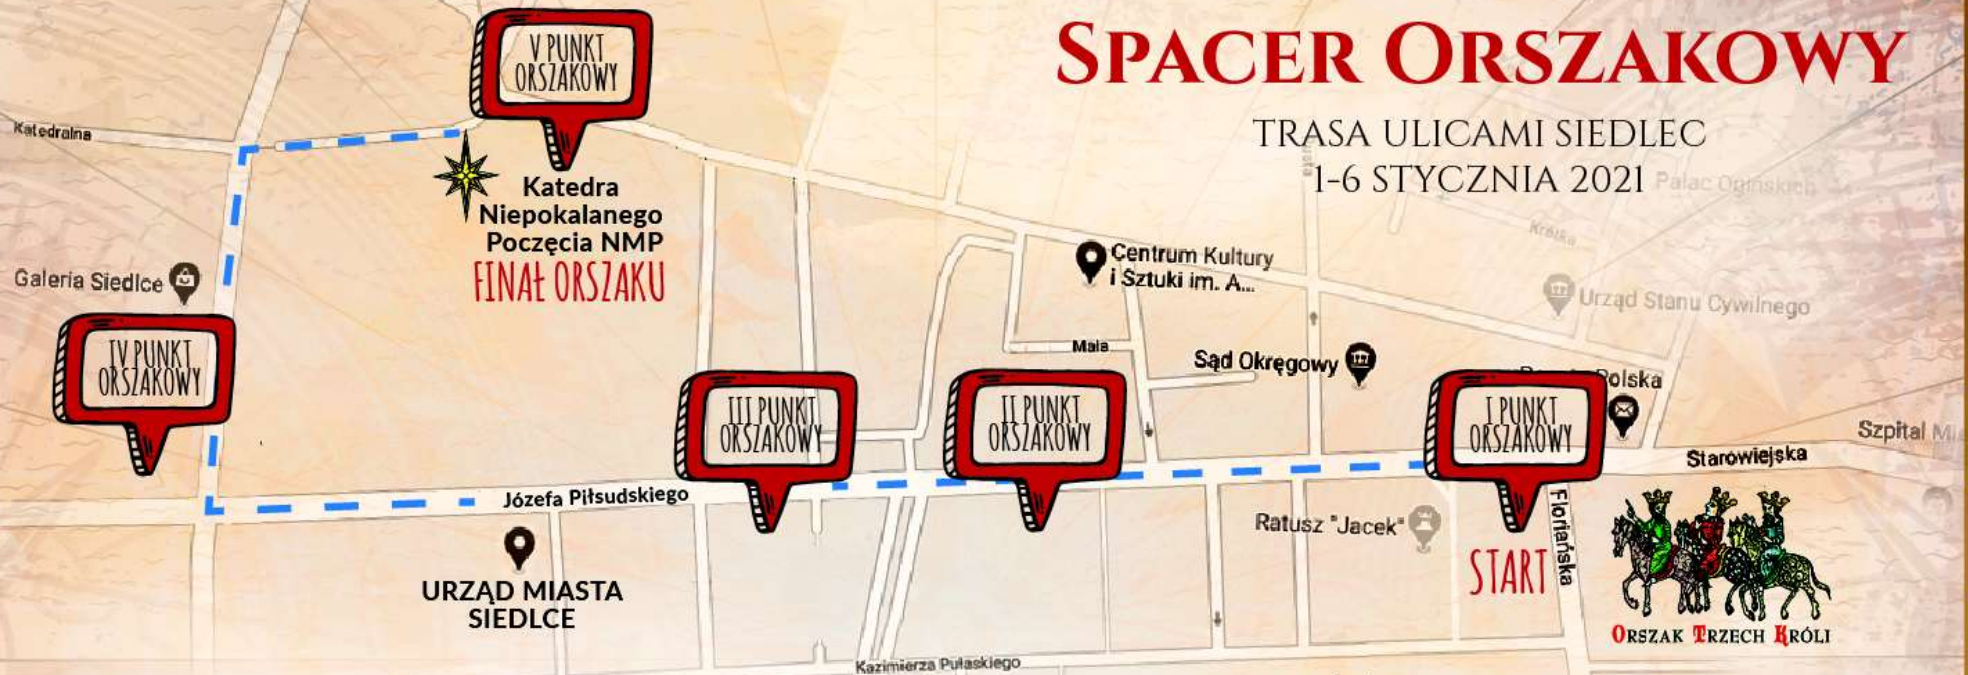 SPACER ORSZAKOWY
TRASA ULICAMI SIEDLEC
1-6 STYCZNIA 2021
V PUNKT
ORSZAKOWY
Katedralna
Katedra
Niepokalanego
Poczęcia NMP
FINAŁ ORSZAKU
Pałac Ogińskich
Krótka
Centrum Kultury
i Sztuki im. A...
Galeria Siedlce
Urząd Stanu Cywilnego
IV PUNKT
ORSZAKOWY
Mała
Sąd Okręgowy
Polska
III PUNKT
ORSZAKOWY
II PUNKT
ORSZAKOWY
I PUNKT
ORSZAKOWY
Szpital
Starowiejska
Józefa Piłsudskiego
Ratusz "Jacek"
Floriańska
START
URZĄD MIASTA
SIEDLCE
ORSZAK TRZECH KRÓLI
Kazimierza Pułaskiego